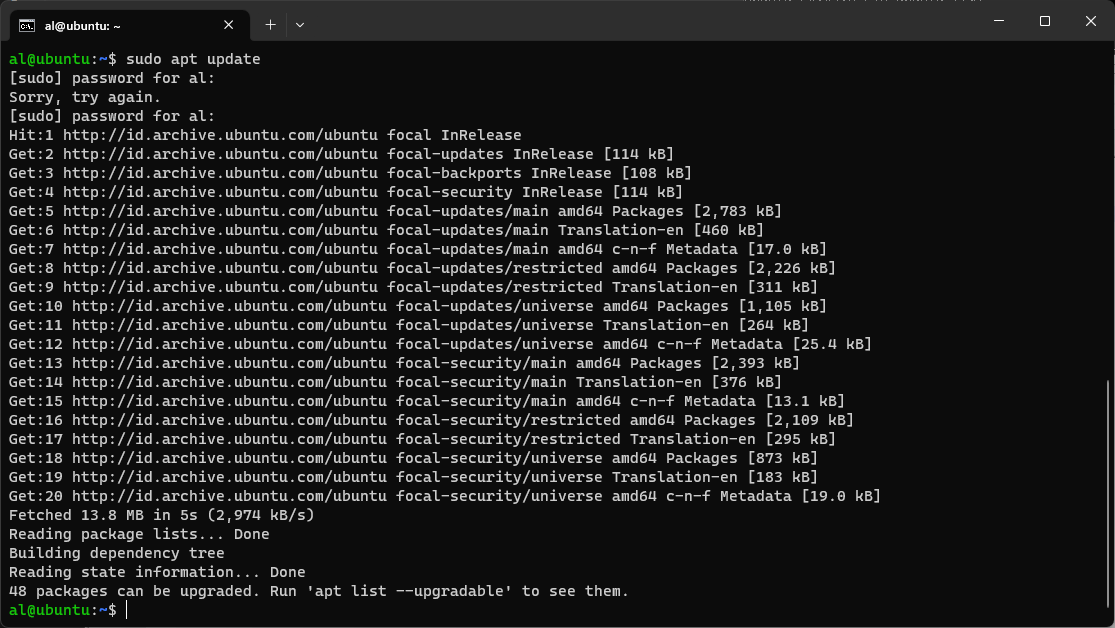 al@ubuntu: ~
al@ubuntu:~$ sudo apt update
[sudo] password for al:
Sorry, try again.
[sudo] password for al:
Hit:1 http://id.archive.ubuntu.com/ubuntu focal InRelease
Get:2 http://id.archive.ubuntu.com/ubuntu focal-updates InRelease [114 kB]
Get:3 http://id.archive.ubuntu.com/ubuntu focal-backports InRelease [108 kB]
Get:4 http://id.archive.ubuntu.com/ubuntu focal-security InRelease [114 kB]
Get:5 http://id.archive.ubuntu.com/ubuntu focal-updates/main amd64 Packages [2,783 kB]
Get:6 http://id.archive.ubuntu.com/ubuntu focal-updates/main Translation-en [460 kB]
Get:7 http://id.archive.ubuntu.com/ubuntu focal-updates/main amd64 c-n-f Metadata [17.0 kB]
Get:8 http://id.archive.ubuntu.com/ubuntu focal-updates/restricted amd64 Packages [2,226 kB]
Get:9 http://id.archive.ubuntu.com/ubuntu focal-updates/restricted Translation-en [311 kB]
Get:10 http://id.archive.ubuntu.com/ubuntu focal-updates/universe amd64 Packages [1,105 kB]
Get:11 http://id.archive.ubuntu.com/ubuntu focal-updates/universe Translation-en [264 kB]
Get:12 http://id.archive.ubuntu.com/ubuntu focal-updates/universe amd64 c-n-f Metadata [25.4 kB]
Get:13 http://id.archive.ubuntu.com/ubuntu focal-security/main amd64 Packages [2,393 kB]
Get:14 http://id.archive.ubuntu.com/ubuntu focal-security/main Translation-en [376 kB]
Get:15 http://id.archive.ubuntu.com/ubuntu focal-security/main amd64 c-n-f Metadata [13.1 kB]
Get:16 http://id.archive.ubuntu.com/ubuntu focal-security/restricted amd64 Packages [2,109 kB]
Get:17 http://id.archive.ubuntu.com/ubuntu focal-security/restricted Translation-en [295 kB]
Get:18 http://id.archive.ubuntu.com/ubuntu focal-security/universe amd64 Packages [873 kB]
Get:19 http://id.archive.ubuntu.com/ubuntu focal-security/universe Translation-en [183 kB]
Get:20 http://id.archive.ubuntu.com/ubuntu focal-security/universe amd64 c-n-f Metadata [19.0 kB]
Fetched 13.8 MB in 5s (2,974 kB/s)
Reading package lists... Done
Building dependency tree
Reading state information... Done
48 packages can be upgraded. Run 'apt list --upgradable' to see them.
al@ubuntu:~$